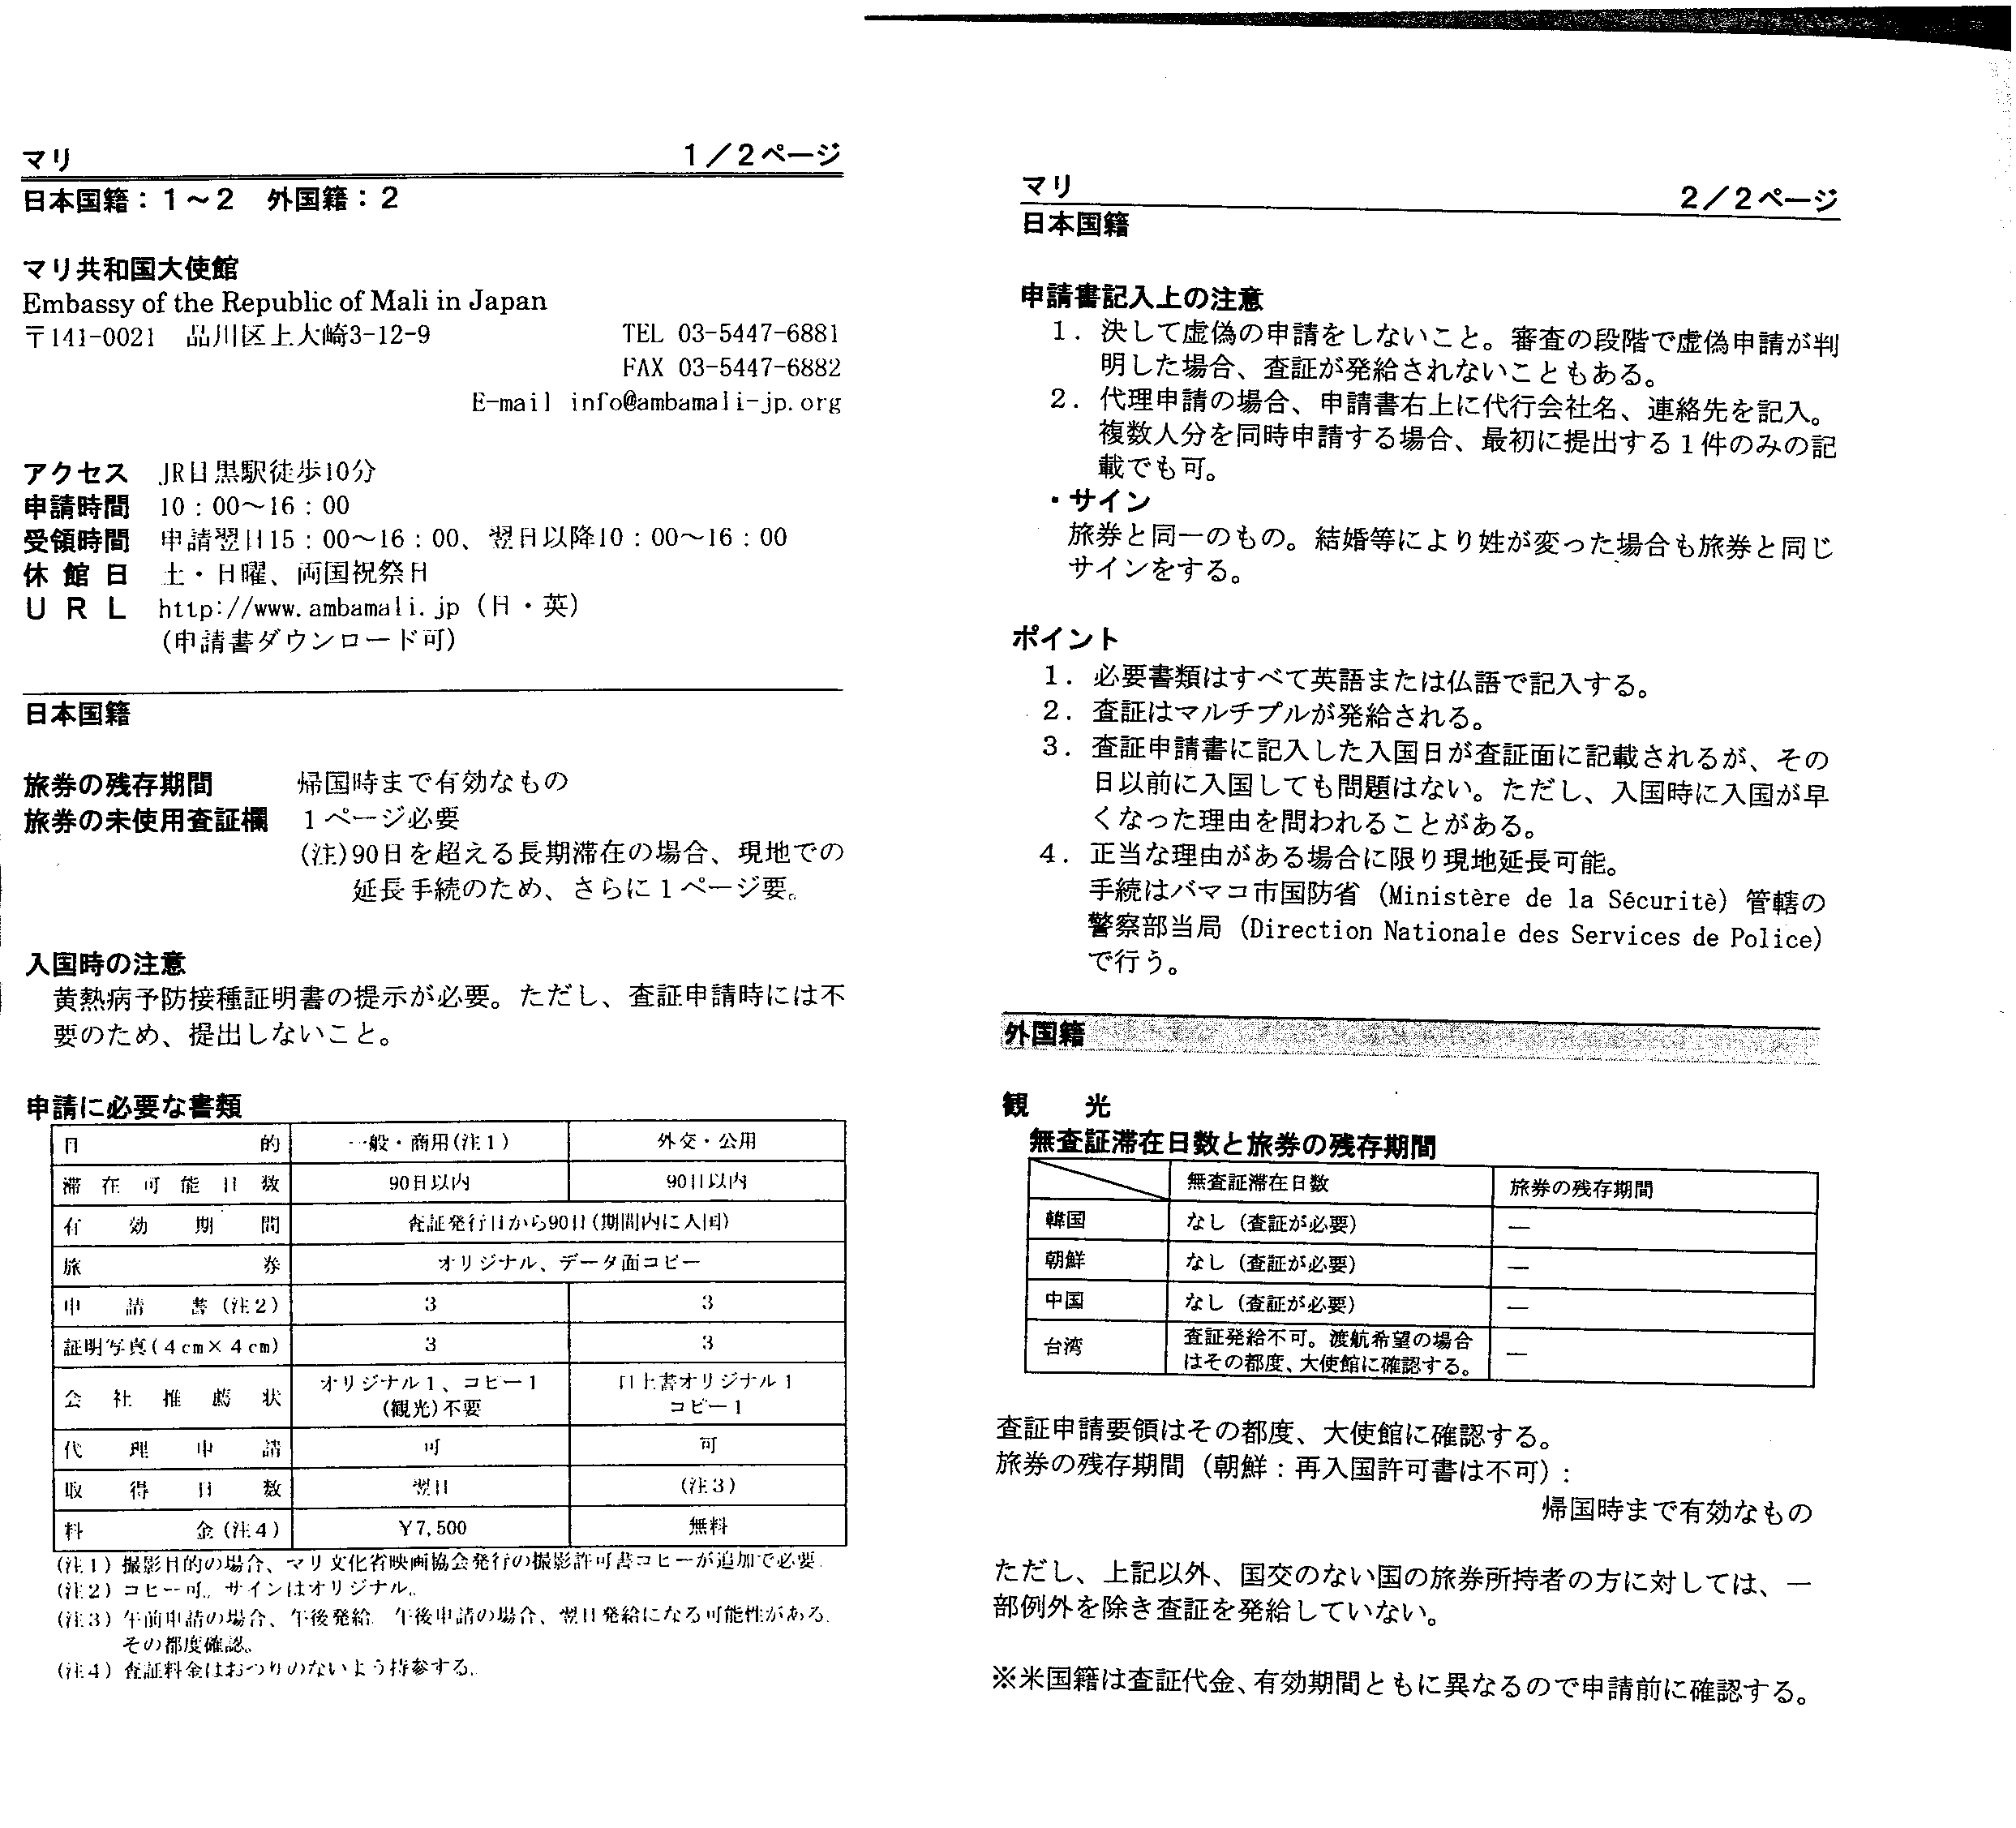 マリ 1/2ページ
日本国籍：1～2 外国籍：2
マリ共和国大使館
Embassy of the Republic of Mali in Japan
〒141-0021 品川区上大崎3-12-9 TEL 03-5447-6881
FAX 03-5447-6882
E-mail info@ambamali-jp.org
アクセス JR目黒駅徒歩10分
申請時間 10：00～16：00
受領時間 申請翌日15：00～16：00、翌日以降10：00～16：00
休館日 土・日曜、両国祝祭日
URL http://www.ambamali.jp（日・英）
(申請書ダウンロード可)
日本国籍
旅券の残存期間 帰国時まで有効なもの
旅券の未使用査証欄 1ページ必要
(注)90日を超える長期滞在の場合、現地での
延長手続のため、さらに1ページ要。
入国時の注意
黄熱病予防接種証明書の提示が必要。ただし、査証申請時には不
要のため、提出しないこと。
申請に必要な書類
目的 一般・商用(注1) 外交・公用
滞在可能日数 90日以内 90日以内
有効期間 査証発行日から90日(期間内に入国)
旅券 オリジナル、データ面コピー
申請書(注2) 3 3
証明写真(4cm×4cm) 3 3
会社推薦状 オリジナル1、コピー1 口上書オリジナル1
(観光)不要 コピー1
代理申請 可 可
取得日数 翌日 (注3)
料金(注4) ¥7,500 無料
(注1) 撮影目的の場合、マリ文化省映画協会発行の撮影許可書コピーが追加で必要。
(注2) コピー可。サインはオリジナル。
(注3) 午前申請の場合、午後発給。午後申請の場合、翌日発給になる可能性がある。
その都度確認。
(注4) 査証料金はおつりのないよう持参する。
マリ 2/2ページ
日本国籍
申請書記入上の注意
1. 決して虚偽の申請をしないこと。審査の段階で虚偽申請が判
明した場合、査証が発給されないこともある。
2. 代理申請の場合、申請書右上に代行会社名、連絡先を記入。
複数人分を同時申請する場合、最初に提出する1件のみの記
載でも可。
・サイン
旅券と同一のもの。結婚等により姓が変った場合も旅券と同じ
サインをする。
ポイント
1. 必要書類はすべて英語または仏語で記入する。
2. 査証はマルチプルが発給される。
3. 査証申請書に記入した入国日が査証面に記載されるが、その
日以前に入国しても問題はない。ただし、入国時に入国が早
くなった理由を問われることがある。
4. 正当な理由がある場合に限り現地延長可能。
手続はバマコ市国防省（Ministère de la Sécuritè）管轄の
警察部当局（Direction Nationale des Services de Police）
で行う。
外国籍
観光
無査証滞在日数と旅券の残存期間
無査証滞在日数 旅券の残存期間
韓国 なし（査証が必要） ―
朝鮮 なし（査証が必要） ―
中国 なし（査証が必要） ―
台湾 査証発給不可。渡航希望の場合 ―
はその都度、大使館に確認する。
査証申請要領はその都度、大使館に確認する。
旅券の残存期間（朝鮮：再入国許可書は不可）：
帰国時まで有効なもの
ただし、上記以外、国交のない国の旅券所持者の方に対しては、一
部例外を除き査証を発給していない。
※米国籍は査証代金、有効期間ともに異なるので申請前に確認する。